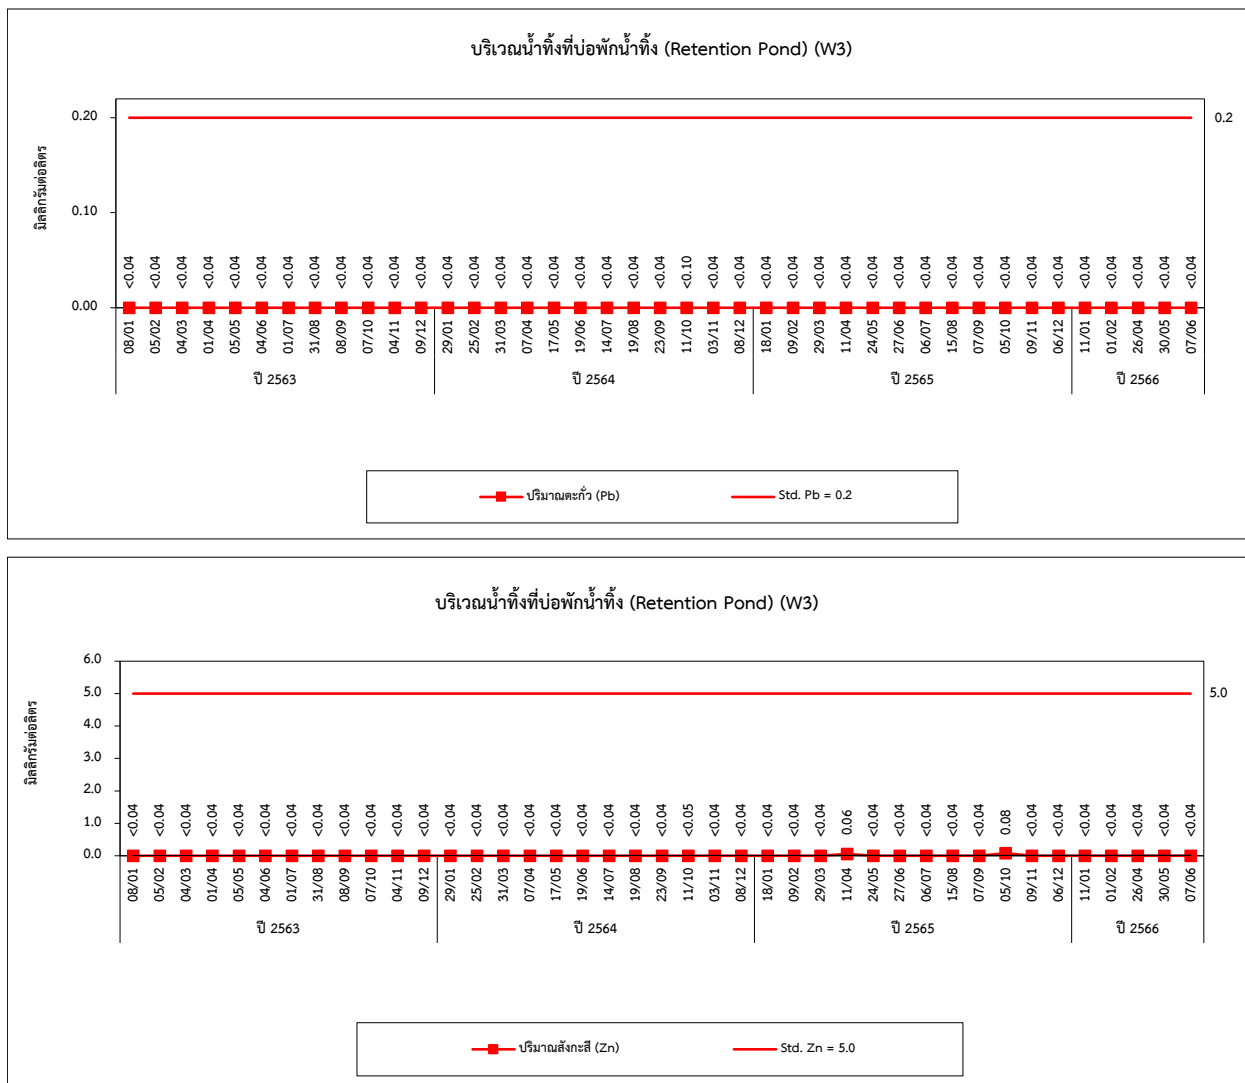 บริเวณน้ำทิ้งที่บ่อพักน้ำทิ้ง (Retention Pond) (W3)
มิลลิกรัมต่อลิตร
0.20
0.10
0.00
0.2
<0.04 <0.04 <0.04 <0.04 <0.04 <0.04 <0.04 <0.04 <0.04 <0.04 <0.04 <0.04 <0.04 <0.04 <0.04 <0.04 <0.04 <0.04 <0.04 <0.04 <0.04 <0.10 <0.04 <0.04 <0.04 <0.04 <0.04 <0.04 <0.04 <0.04 <0.04 <0.04 <0.04 <0.04 <0.04 <0.04 <0.04 <0.04 <0.04 <0.04 <0.04
08/01 05/02 04/03 01/04 05/05 04/06 01/07 31/08 08/09 07/10 04/11 09/12 29/01 25/02 31/03 07/04 17/05 19/06 14/07 19/08 23/09 11/10 03/11 08/12 18/01 09/02 29/03 11/04 24/05 27/06 06/07 15/08 07/09 05/10 09/11 06/12 11/01 01/02 26/04 30/05 07/06
ปี 2563 ปี 2564 ปี 2565 ปี 2566
ปริมาณตะกั่ว (Pb) Std. Pb = 0.2
บริเวณน้ำทิ้งที่บ่อพักน้ำทิ้ง (Retention Pond) (W3)
มิลลิกรัมต่อลิตร
6.0
5.0
4.0
3.0
2.0
1.0
0.0
5.0
<0.04 <0.04 <0.04 <0.04 <0.04 <0.04 <0.04 <0.04 <0.04 <0.04 <0.04 <0.04 <0.04 <0.04 <0.04 <0.04 <0.04 <0.04 <0.04 <0.04 <0.04 <0.05 <0.04 <0.04 <0.04 <0.04 <0.04 0.06 <0.04 <0.04 <0.04 <0.04 <0.04 0.08 <0.04 <0.04 <0.04 <0.04 <0.04 <0.04 <0.04
08/01 05/02 04/03 01/04 05/05 04/06 01/07 31/08 08/09 07/10 04/11 09/12 29/01 25/02 31/03 07/04 17/05 19/06 14/07 19/08 23/09 11/10 03/11 08/12 18/01 09/02 29/03 11/04 24/05 27/06 06/07 15/08 07/09 05/10 09/11 06/12 11/01 01/02 26/04 30/05 07/06
ปี 2563 ปี 2564 ปี 2565 ปี 2566
ปริมาณสังกะสี (Zn) Std. Zn = 5.0